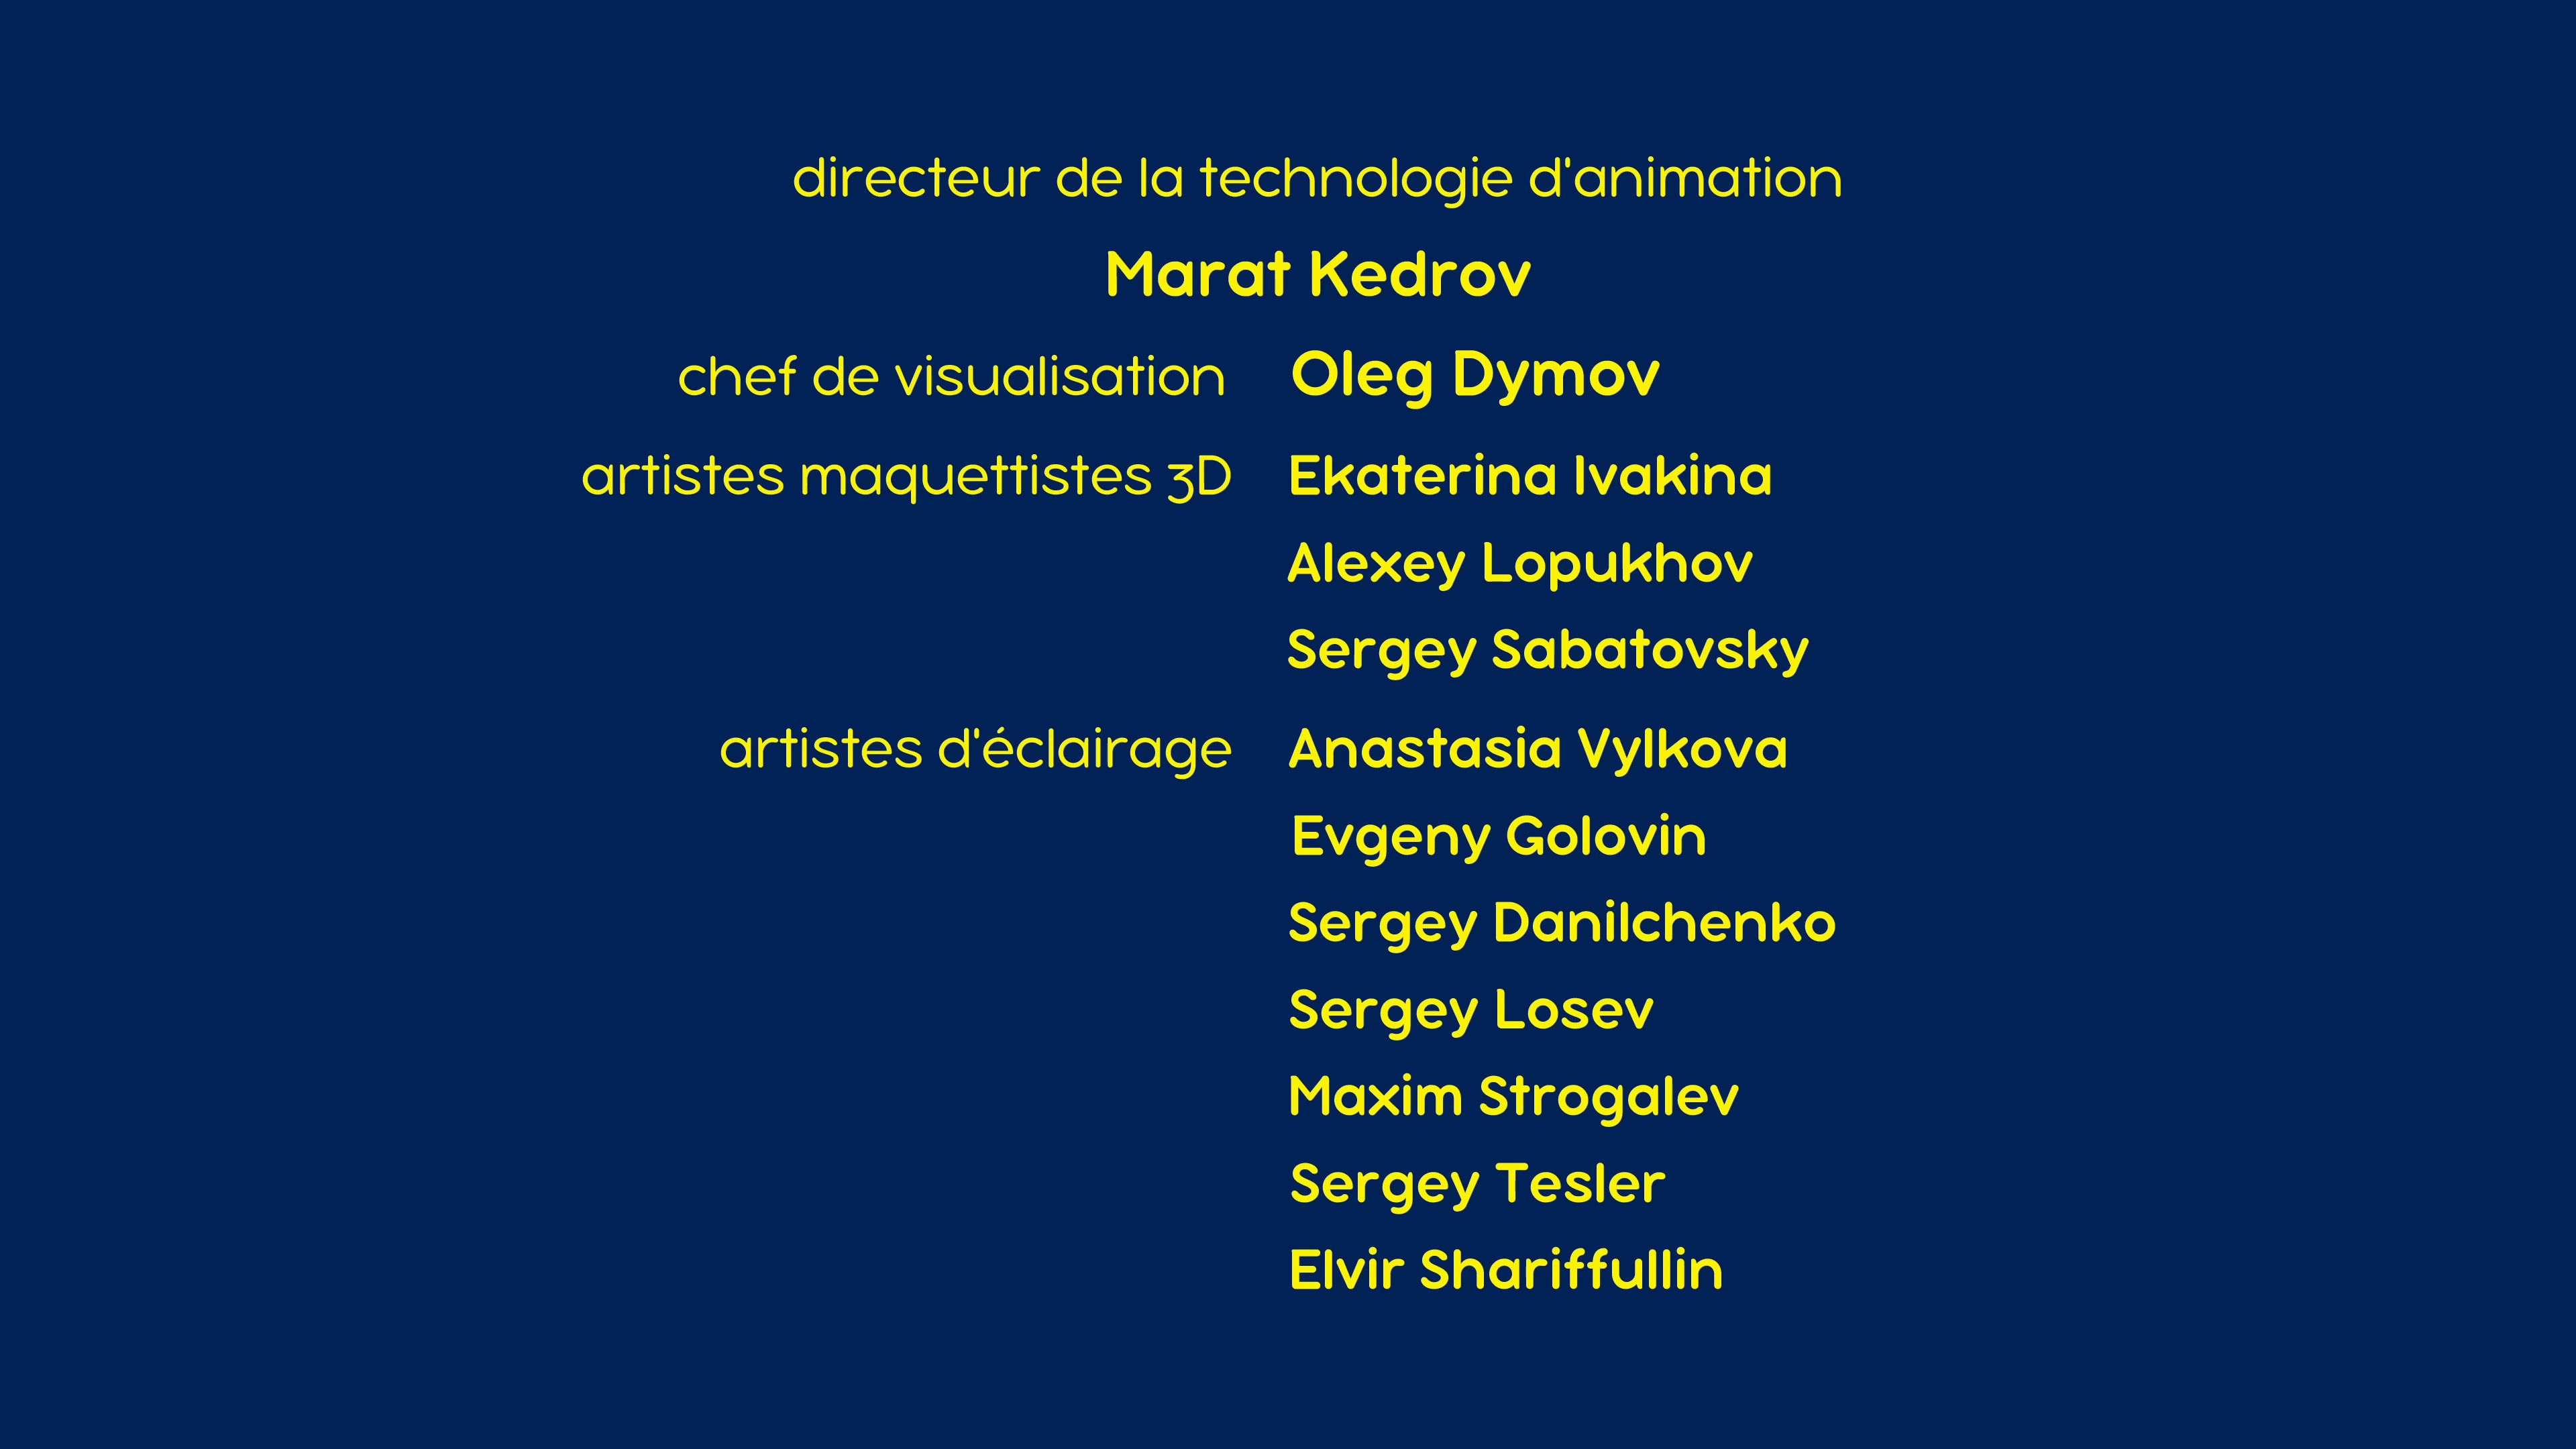 directeur de la technologie d'animation
Marat Kedrov
chef de visualisation Oleg Dymov
artistes maquettistes 3D Ekaterina Ivakina
Alexey Lopukhov
Sergey Sabatovsky
artistes d'éclairage Anastasia Vylkova
Evgeny Golovin
Sergey Danilchenko
Sergey Losev
Maxim Strogalev
Sergey Tesler
Elvir Shariffullin